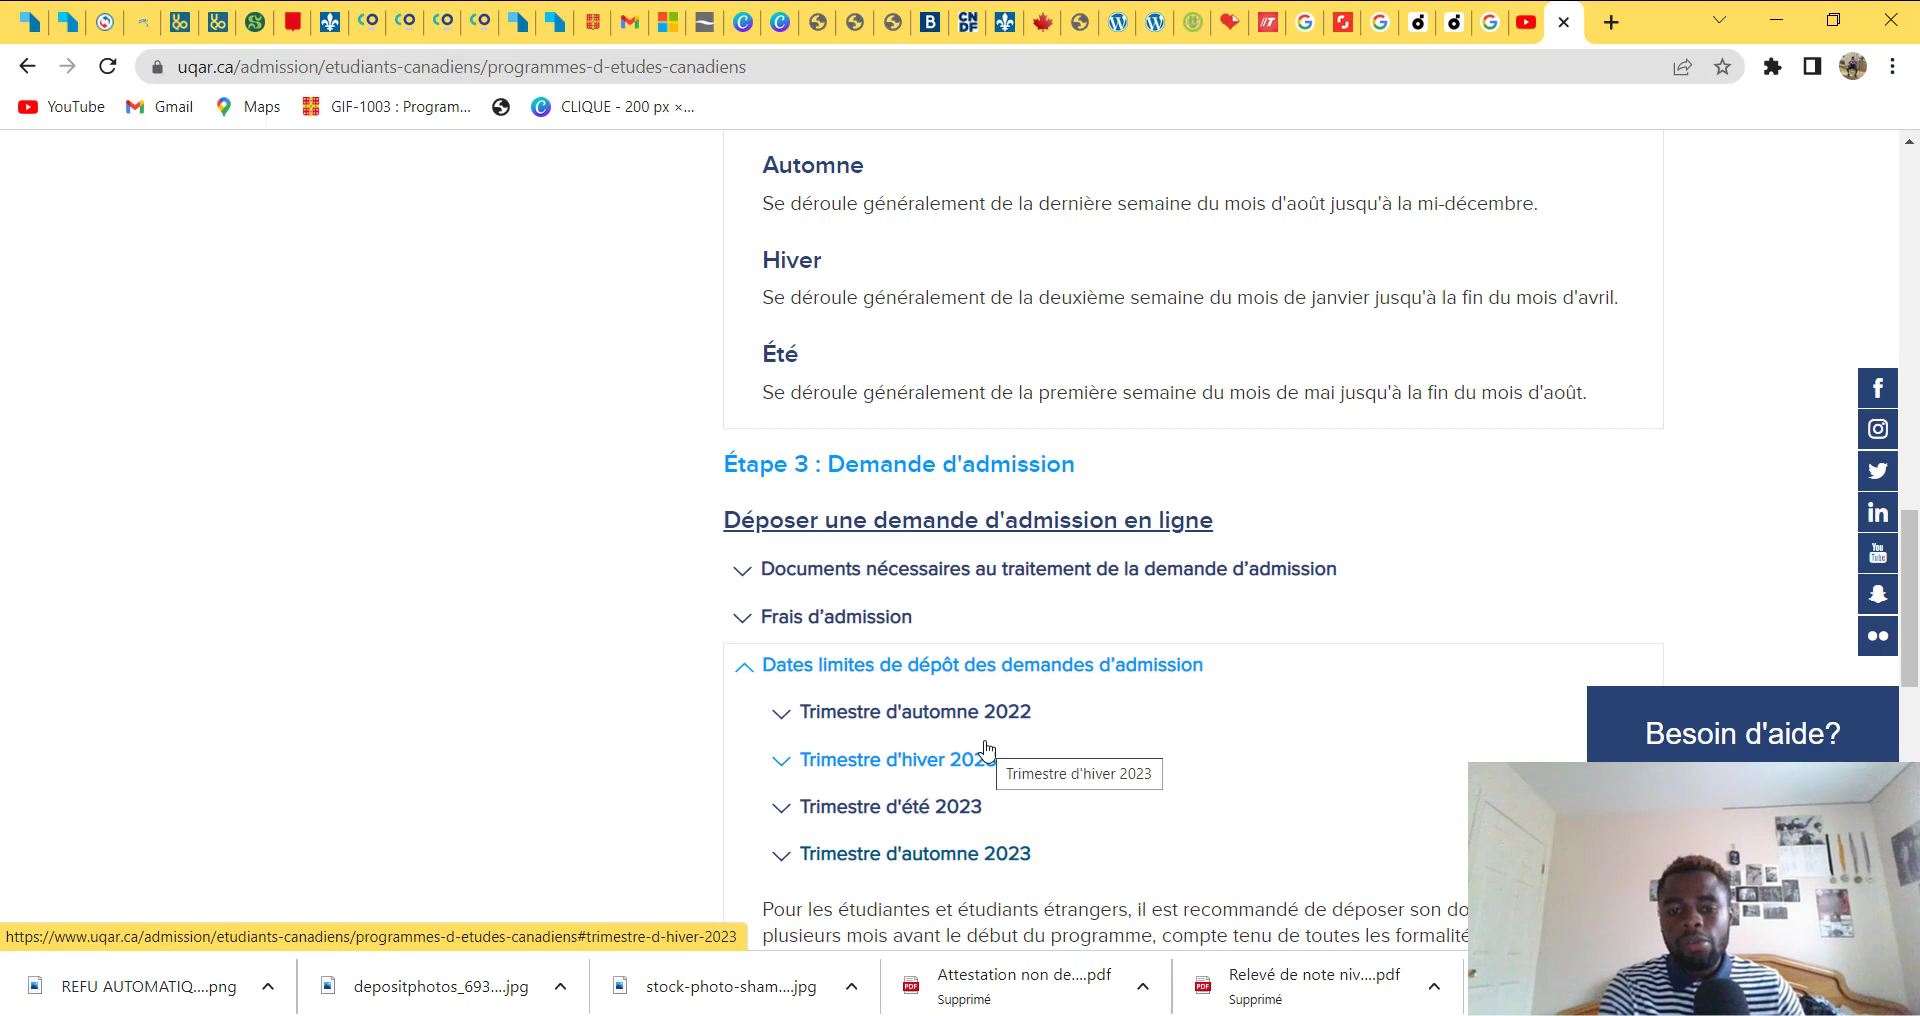 uqar.ca/admission/etudiants-canadiens/programmes-d-etudes-canadiens
YouTube
Gmail
Maps
GIF-1003 : Program...
CLIQUE - 200 px ×...
Automne
Se déroule généralement de la dernière semaine du mois d'août jusqu'à la mi-décembre.
Hiver
Se déroule généralement de la deuxième semaine du mois de janvier jusqu'à la fin du mois d'avril.
Été
Se déroule généralement de la première semaine du mois de mai jusqu'à la fin du mois d'août.
Étape 3 : Demande d'admission
Déposer une demande d'admission en ligne
Documents nécessaires au traitement de la demande d’admission
Frais d’admission
Dates limites de dépôt des demandes d’admission
Trimestre d'automne 2022
Trimestre d'hiver 2023
Trimestre d'hiver 2023
Trimestre d'été 2023
Trimestre d'automne 2023
Besoin d'aide?
Pour les étudiantes et étudiants étrangers, il est recommandé de déposer son do
plusieurs mois avant le début du programme, compte tenu de toutes les formalité
https://www.uqar.ca/admission/etudiants-canadiens/programmes-d-etudes-canadiens#trimestre-d-hiver-2023
REFU AUTOMATIQ....png
depositphotos_693....jpg
stock-photo-sham....jpg
Attestation non de....pdf
Supprimé
Relevé de note niv....pdf
Supprimé